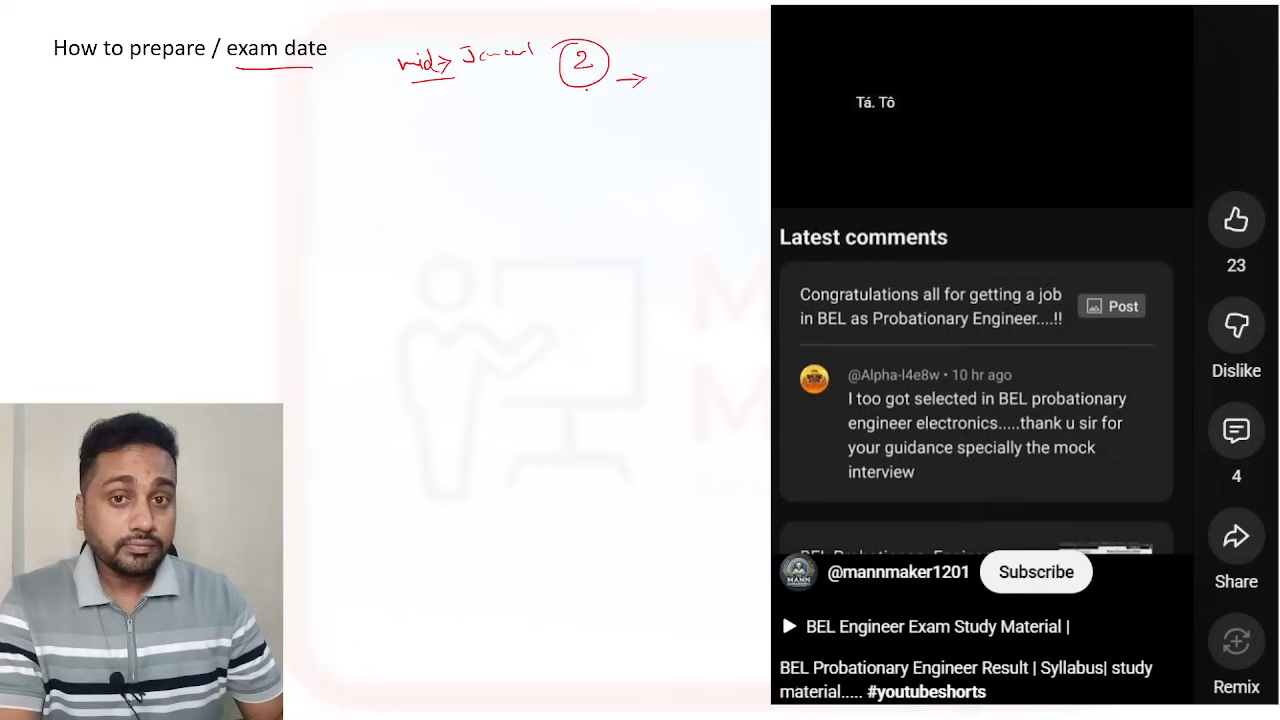 How to prepare / exam date
mid
2
Tá. Tô
Latest comments
Congratulations all for getting a job
in BEL as Probationary Engineer....!!
Post
@Alpha-l4e8w • 10 hr ago
I too got selected in BEL probationary
engineer electronics.....thank u sir for
your guidance specially the mock
interview
@mannmaker1201
Subscribe
BEL Engineer Exam Study Material |
BEL Probationary Engineer Result | Syllabus| study
material..... #youtubeshorts
23
Dislike
4
Share
Remix